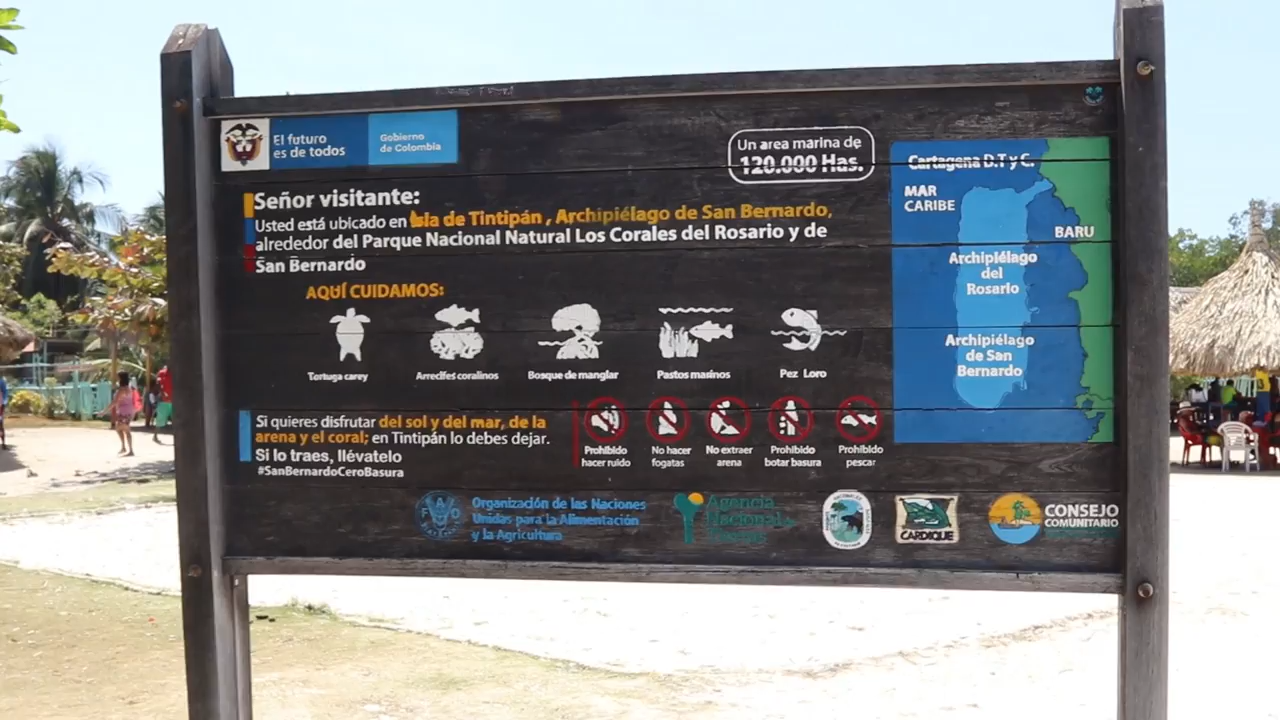 El futuro
es de todos
Gobierno
de Colombia
Un area marina de
120.000 Has.
Señor visitante:
Usted está ubicado en Isla de Tintipán , Archipiélago de San Bernardo,
alrededor del Parque Nacional Natural Los Corales del Rosario y de
San Bernardo
Cartagena D.T y C.
MAR
CARIBE
BARU
Archipiélago
del
Rosario
Archipiélago
de San
Bernardo
AQUÍ CUIDAMOS:
Tortuga carey
Arrecifes coralinos
Bosque de manglar
Pastos marinos
Pez Loro
Si quieres disfrutar del sol y del mar, de la
arena y el coral; en Tintipán lo debes dejar.
Si lo traes, llévatelo
#SanBernardoCeroBasura
Prohibido
hacer ruido
No hacer
fogatas
No extraer
arena
Prohibido
botar basura
Prohibido
pescar
FAO
Organización de las Naciones
Unidas para la Alimentación
y la Agricultura
Agencia
Nacional de
Tierras
CARDIQUE
CONSEJO
COMUNITARIO